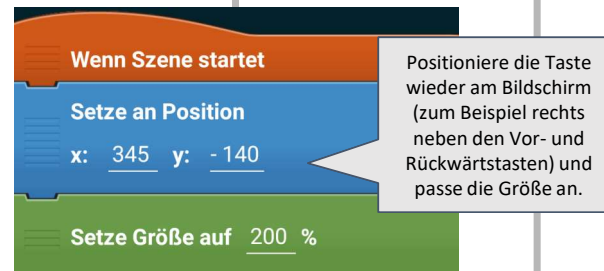 Wenn Szene startet
Setze an Position
x: 345 y: - 140
Setze Größe auf 200 %
Positioniere die Taste
wieder am Bildschirm
(zum Beispiel rechts
neben den Vor- und
Rückwärtstasten) und
passe die Größe an.